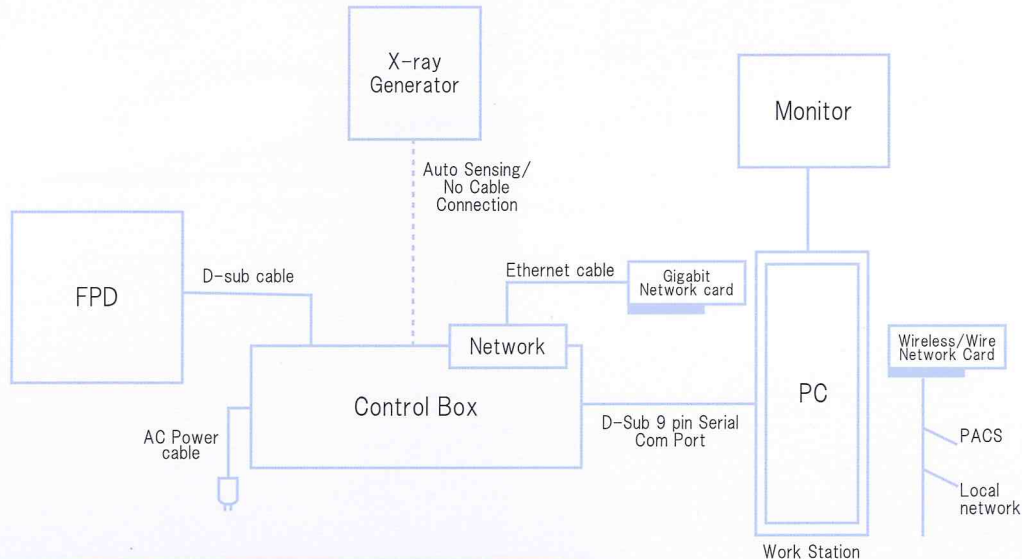 X-ray
Generator
Monitor
Auto Sensing/
No Cable
Connection
FPD
D-sub cable
Ethernet cable
Gigabit
Network card
Network
Wireless/Wire
Network Card
Control Box
PC
AC Power
cable
D-Sub 9 pin Serial
Com Port
PACS
Local
network
Work Station